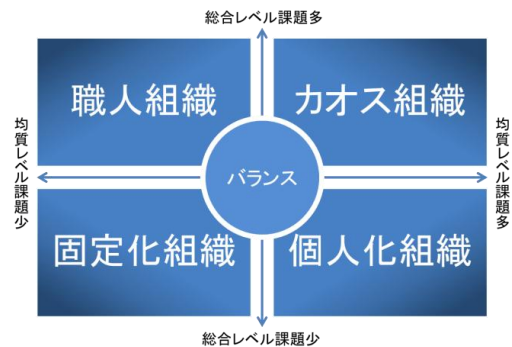 総合レベル課題多
職人組織
カオス組織
均質レベル課題少
バランス
均質レベル課題多
固定化組織
個人化組織
総合レベル課題少